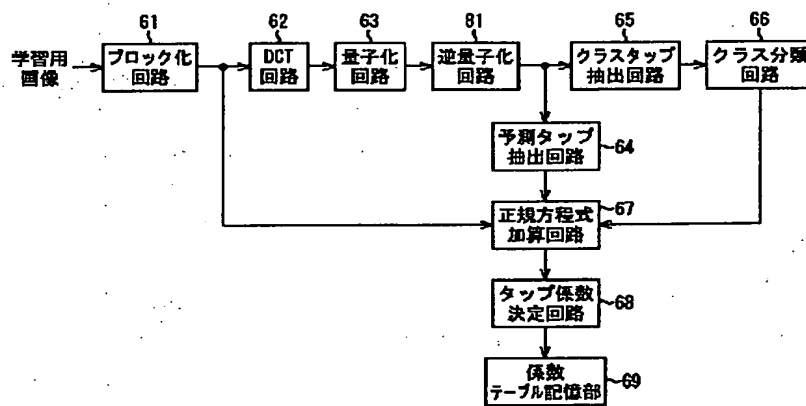 61
62
63
81
65
66
学習用
画像
ブロック化
回路
DCT
回路
量子化
回路
逆量子化
回路
クラスタップ
抽出回路
クラス分類
回路
予測タップ
抽出回路
64
正規方程式
加算回路
67
タップ係数
決定回路
68
係数
テーブル記憶部
69